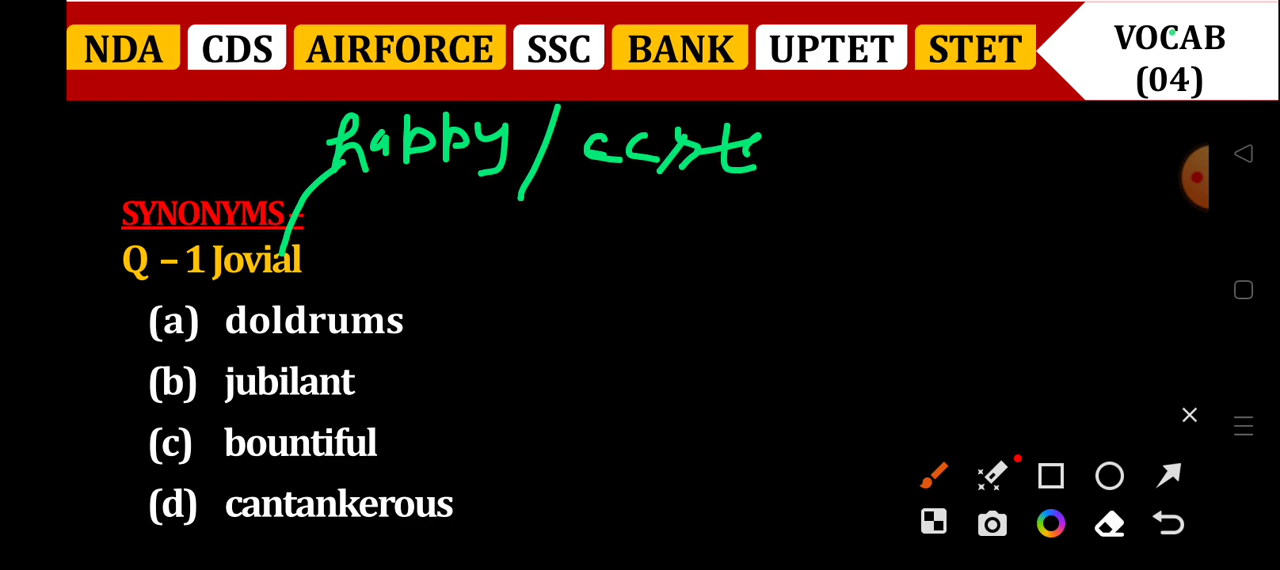 NDA CDS AIRFORCE SSC BANK UPTET STET VOCAB
(04)
happy /
SYNONYMS :-
Q – 1 Jovial
(a) doldrums
(b) jubilant
(c) bountiful
(d) cantankerous